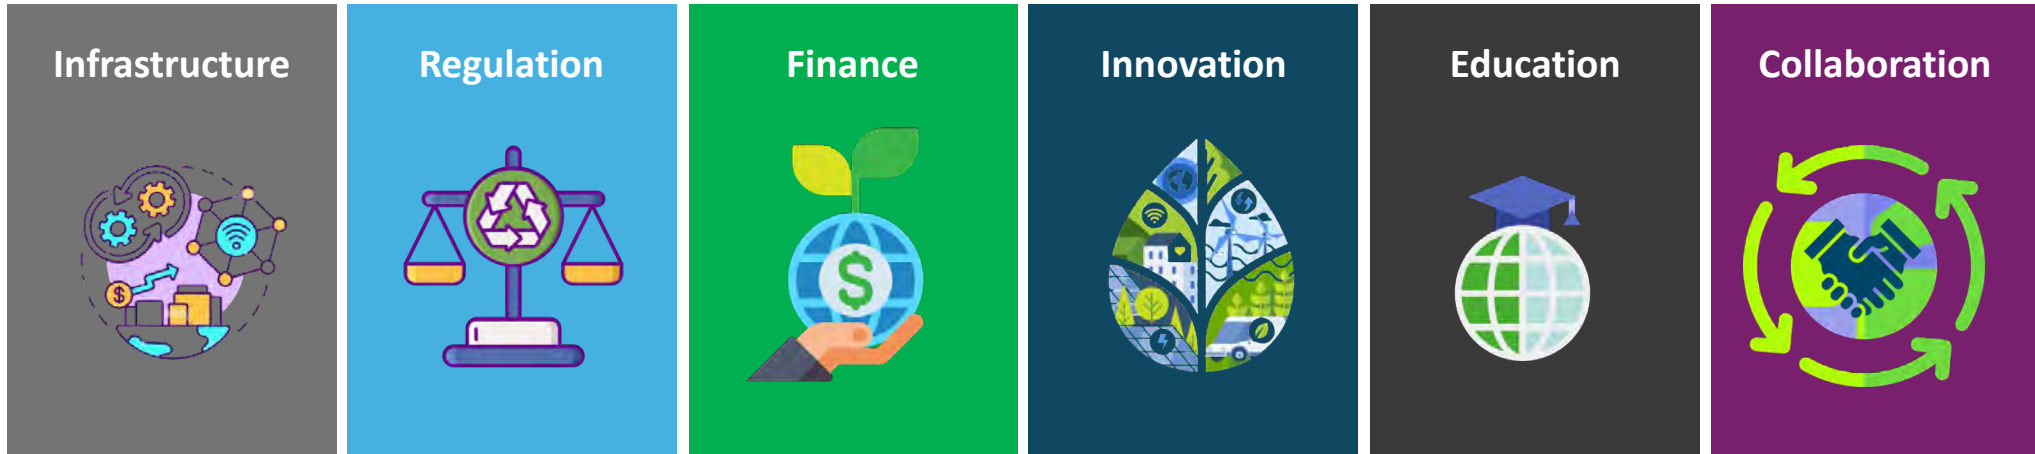 Infrastructure
Regulation
Finance
Innovation
Education
Collaboration
$
$